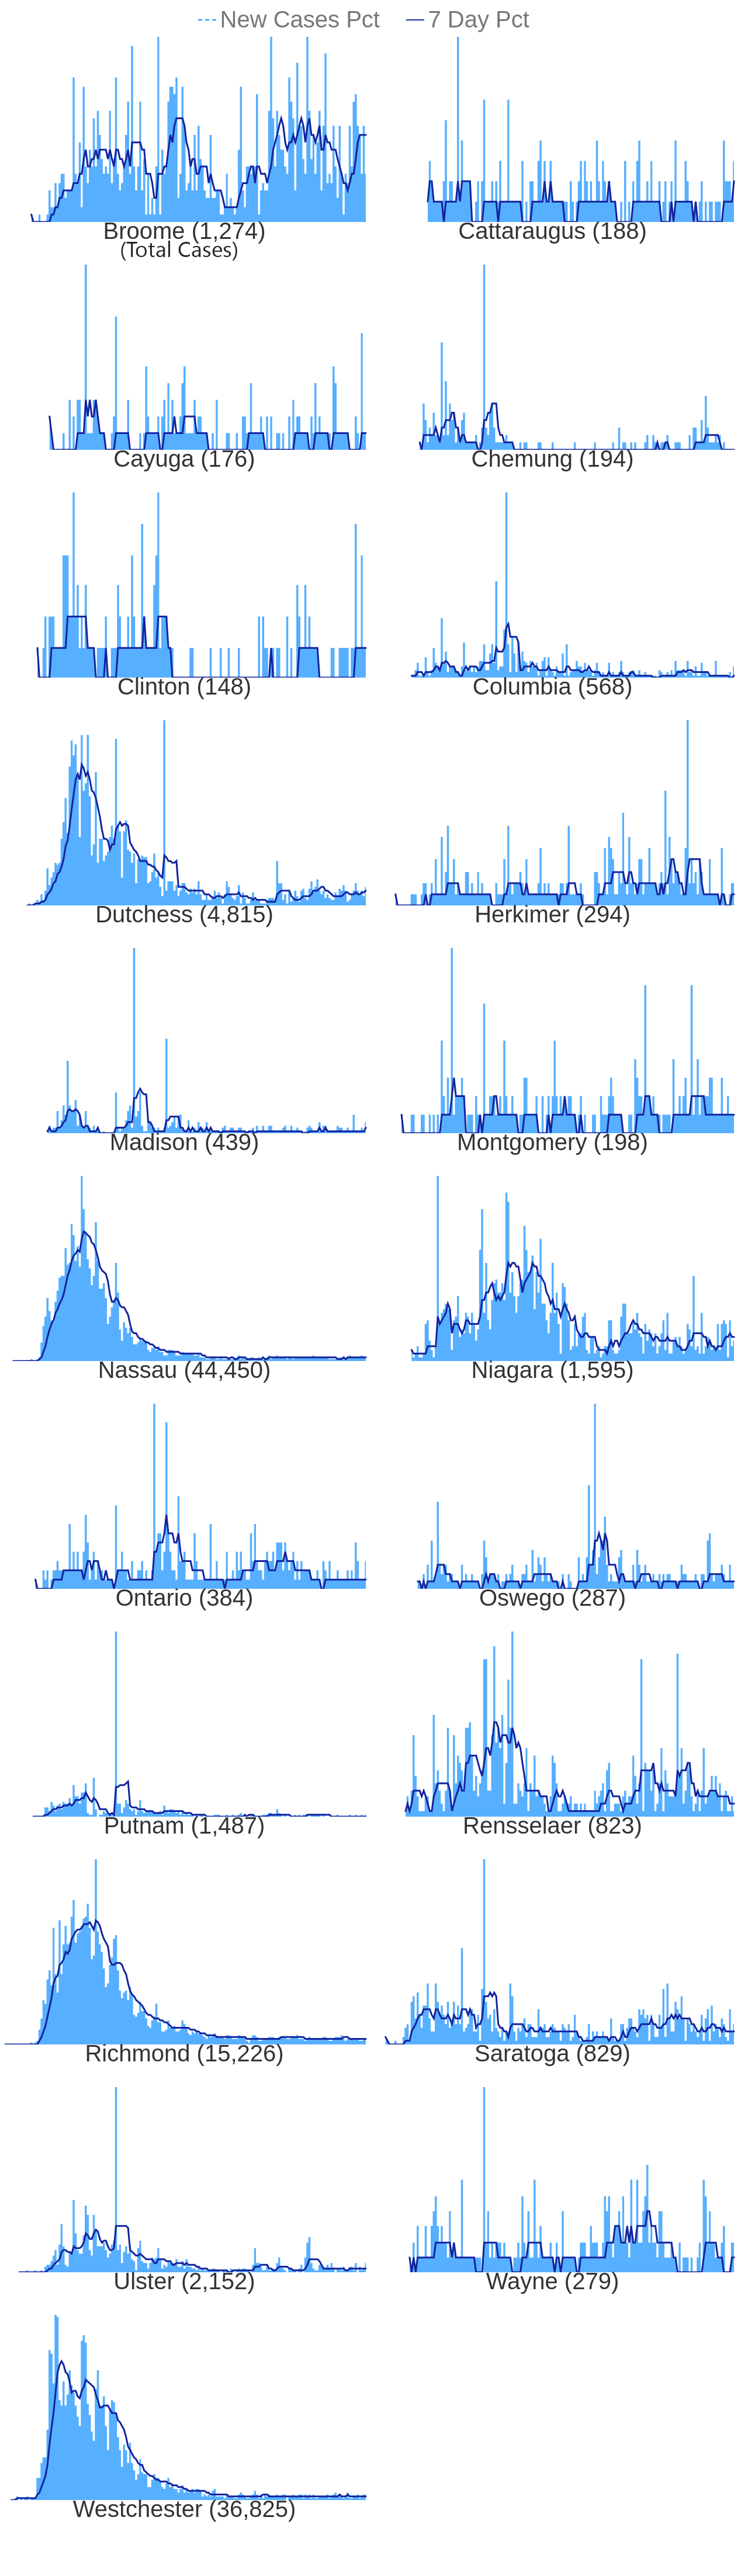 New Cases Pct 7 Day Pct
Broome (1,274) Cattaraugus (188)
(Total Cases)
Cayuga (176) Chemung (194)
Clinton (148) Columbia (568)
Dutchess (4,815) Herkimer (294)
Madison (439) Montgomery (198)
Nassau (44,450) Niagara (1,595)
Ontario (384) Oswego (287)
Putnam (1,487) Rensselaer (823)
Richmond (15,226) Saratoga (829)
Ulster (2,152) Wayne (279)
Westchester (36,825)